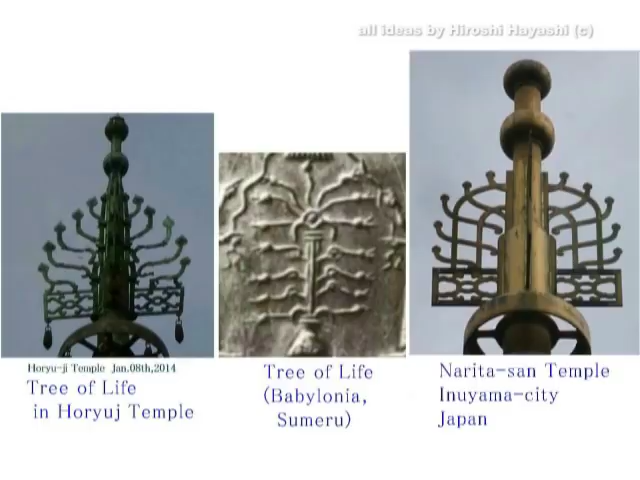 all ideas by Hiroshi Hayashi (c)
Horyu-ji Temple Jan.08th,2014
Tree of Life
in Horyuj Temple
Tree of Life
(Babylonia,
Sumeru)
Narita-san Temple
Inuyama-city
Japan